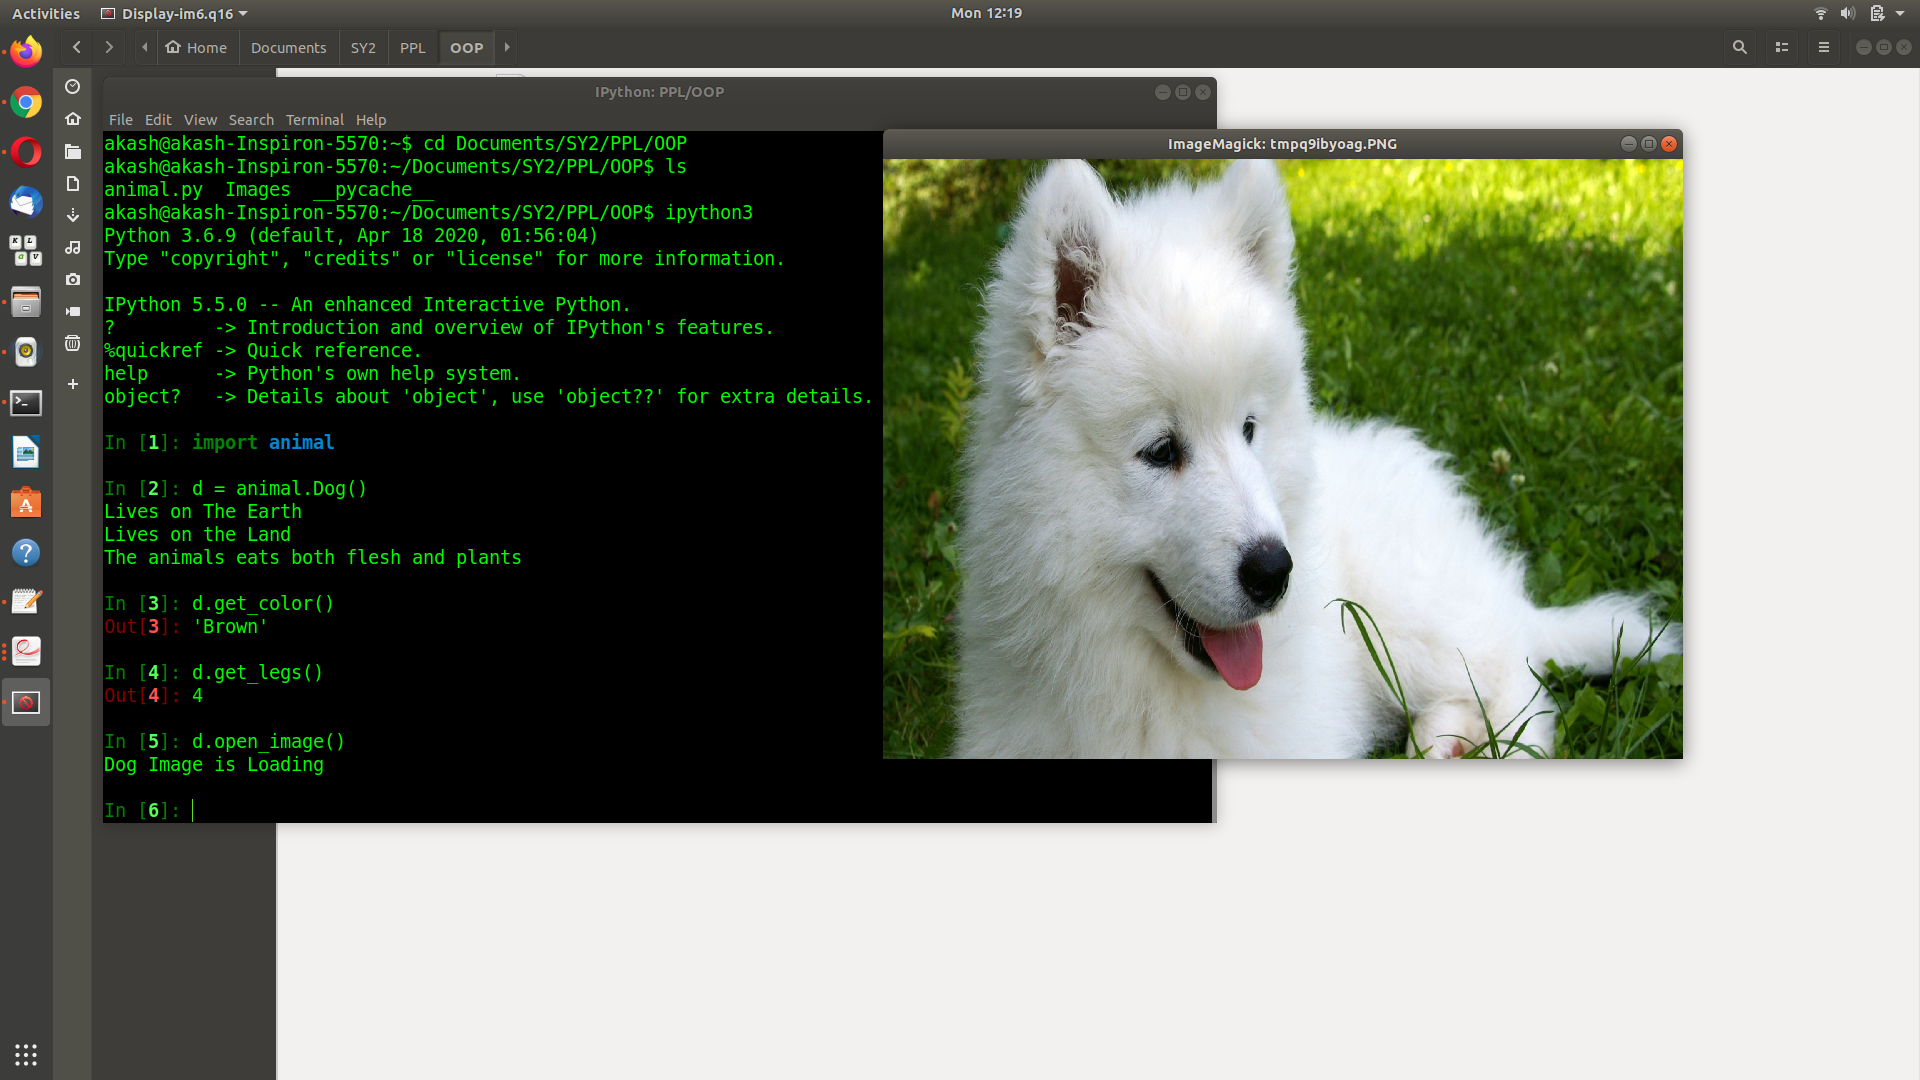 Activities
Display-im6.q16
Mon 12:19
Home
Documents
SY2
PPL
OOP
IPython: PPL/OOP
File Edit View Search Terminal Help
akash@akash-Inspiron-5570:~$ cd Documents/SY2/PPL/OOP
akash@akash-Inspiron-5570:~/Documents/SY2/PPL/OOP$ ls
animal.py  Images  __pycache__
akash@akash-Inspiron-5570:~/Documents/SY2/PPL/OOP$ ipython3
Python 3.6.9 (default, Apr 18 2020, 01:56:04)
Type "copyright", "credits" or "license" for more information.
IPython 5.5.0 -- An enhanced Interactive Python.
?         -> Introduction and overview of IPython's features.
%quickref -> Quick reference.
help      -> Python's own help system.
object?   -> Details about 'object', use 'object??' for extra details.
In [1]: import animal
In [2]: d = animal.Dog()
Lives on The Earth
Lives on the Land
The animals eats both flesh and plants
In [3]: d.get_color()
Out[3]: 'Brown'
In [4]: d.get_legs()
Out[4]: 4
In [5]: d.open_image()
Dog Image is Loading
In [6]:
ImageMagick: tmpq9ibyoag.PNG